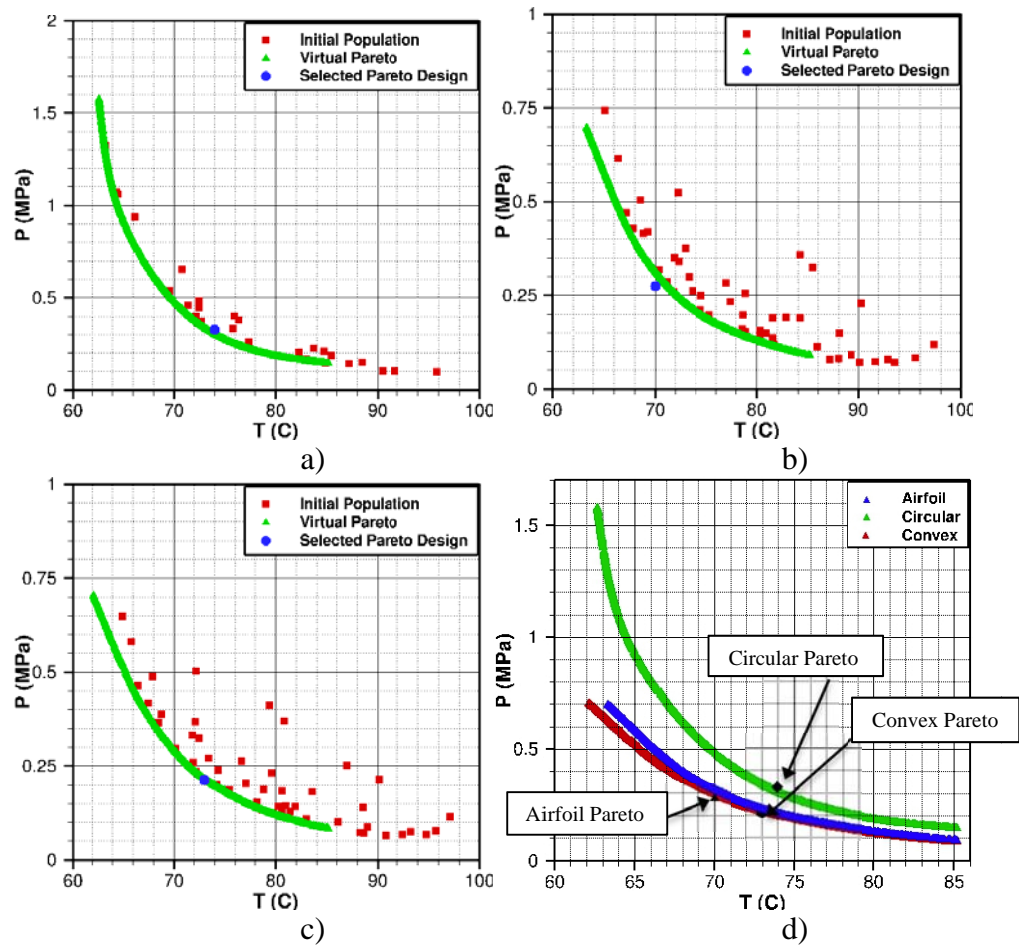 2
1.5
1
0.5
0
P (MPa)
60
70
80
90
100
T (C)
Initial Population
Virtual Pareto
Selected Pareto Design
a)
1
0.75
0.5
0.25
0
P (MPa)
60
70
80
90
100
T (C)
Initial Population
Virtual Pareto
Selected Pareto Design
b)
1
0.75
0.5
0.25
0
P (MPa)
60
70
80
90
100
T (C)
Initial Population
Virtual Pareto
Selected Pareto Design
c)
1.5
1
0.5
0
P (MPa)
60
65
70
75
80
85
T (C)
Airfoil
Circular
Convex
Circular Pareto
Convex Pareto
Airfoil Pareto
d)